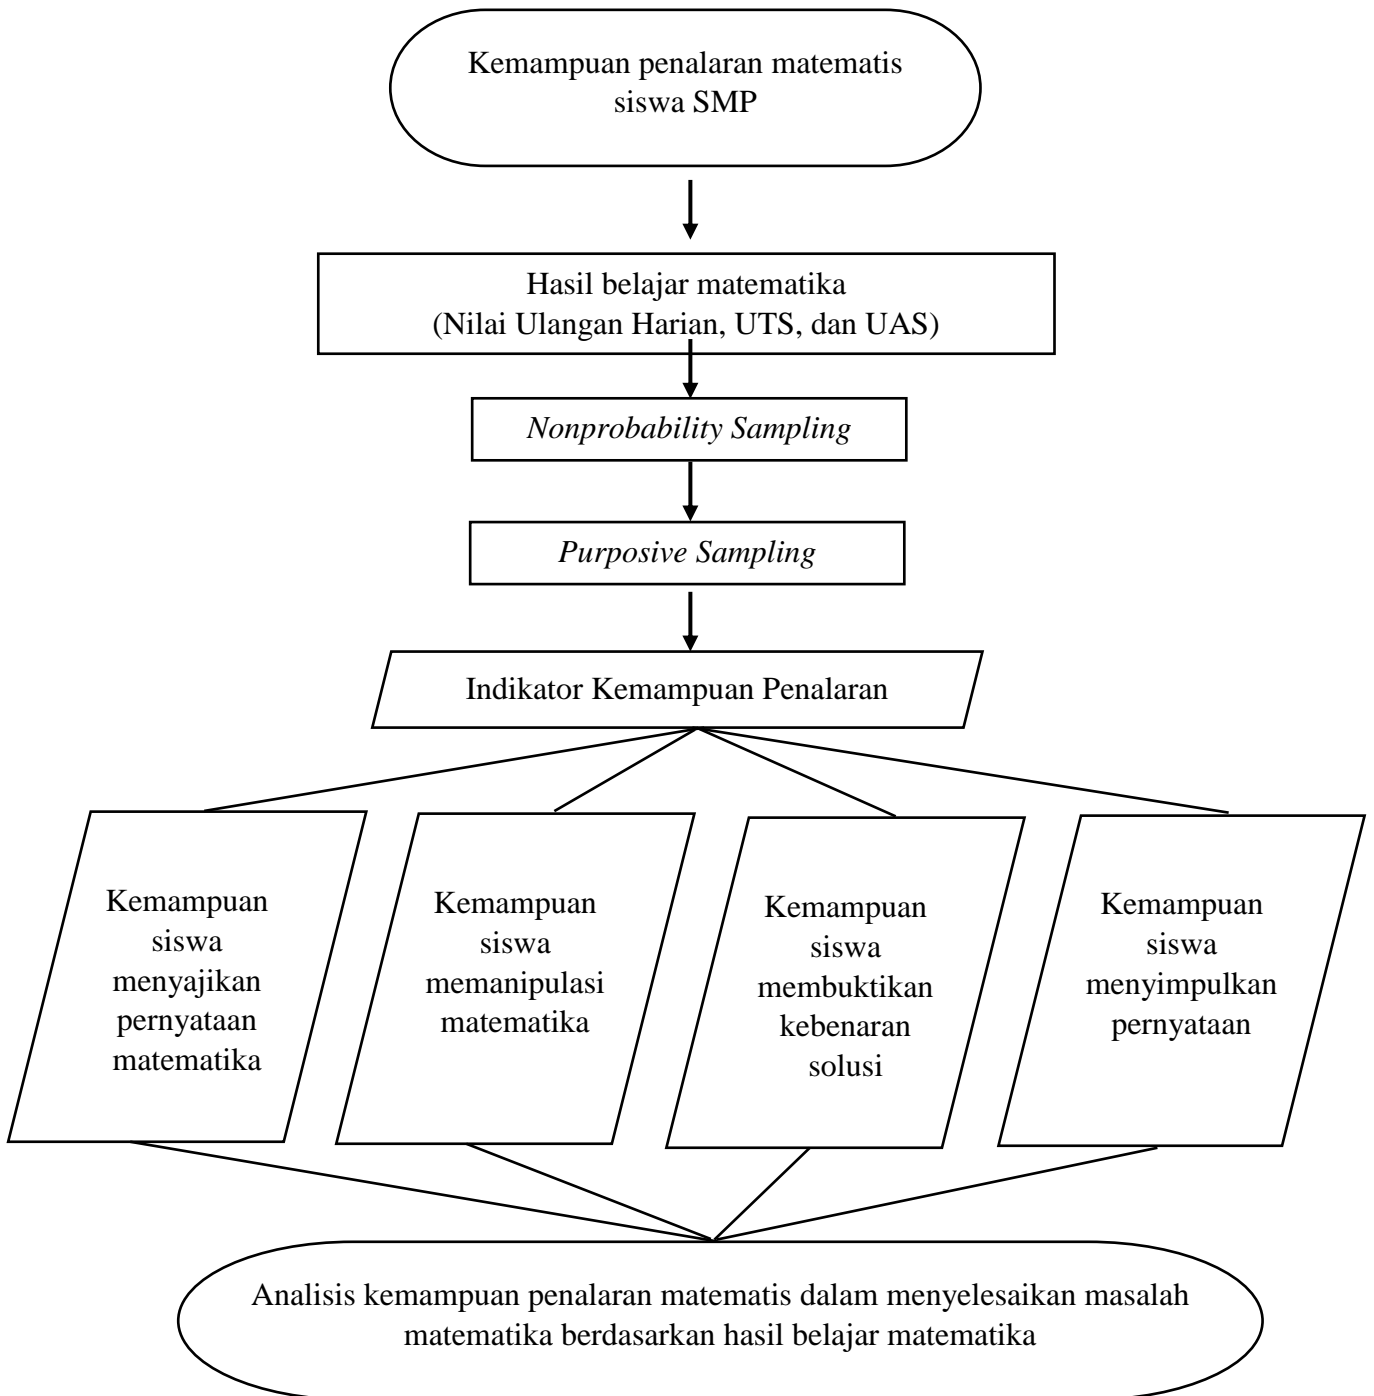 Kemampuan penalaran matematis
siswa SMP
Hasil belajar matematika
(Nilai Ulangan Harian, UTS, dan UAS)
Nonprobability Sampling
Purposive Sampling
Indikator Kemampuan Penalaran
Kemampuan
siswa
menyajikan
pernyataan
matematika
Kemampuan
siswa
memanipulasi
matematika
Kemampuan
siswa
membuktikan
kebenaran
solusi
Kemampuan
siswa
menyimpulkan
pernyataan
Analisis kemampuan penalaran matematis dalam menyelesaikan masalah
matematika berdasarkan hasil belajar matematika